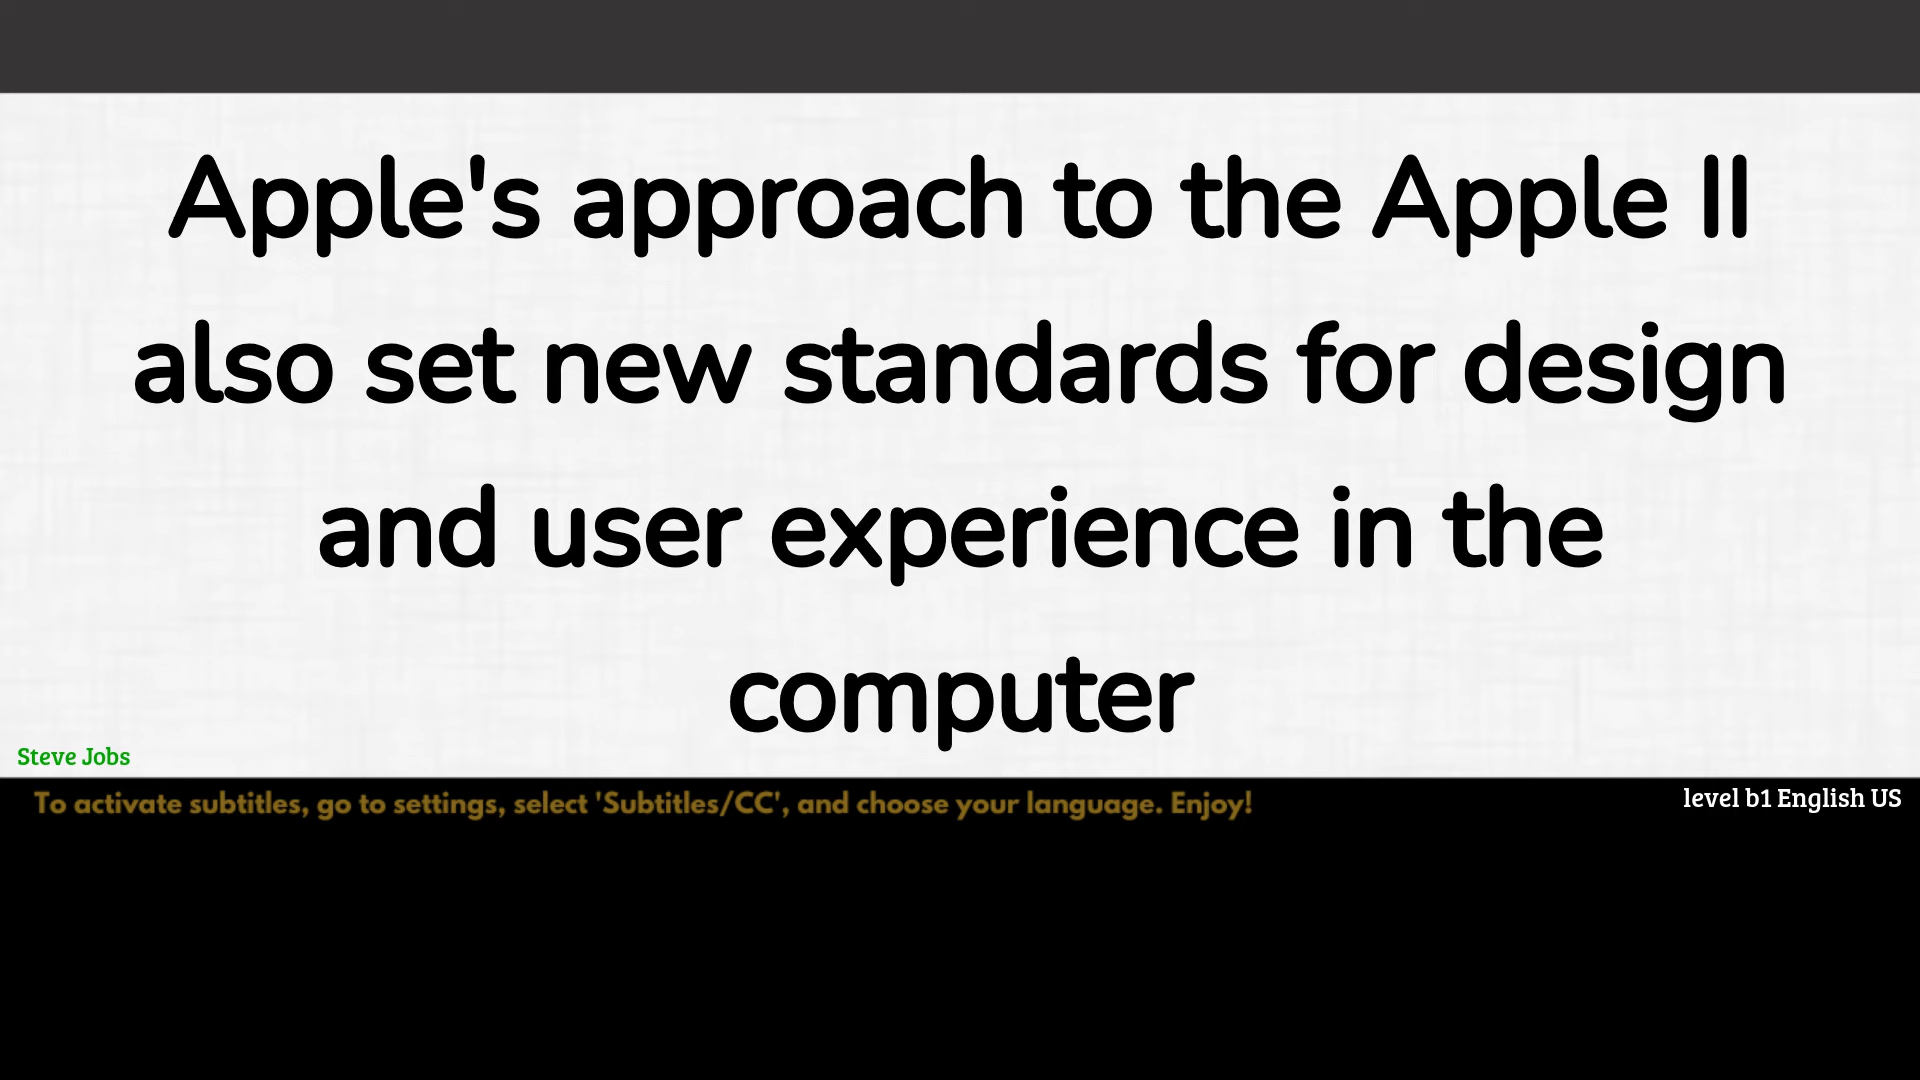 Apple's approach to the Apple II
also set new standards for design
and user experience in the
computer
Steve Jobs
To activate subtitles, go to settings, select 'Subtitles/CC', and choose your language. Enjoy!
level b1 English US